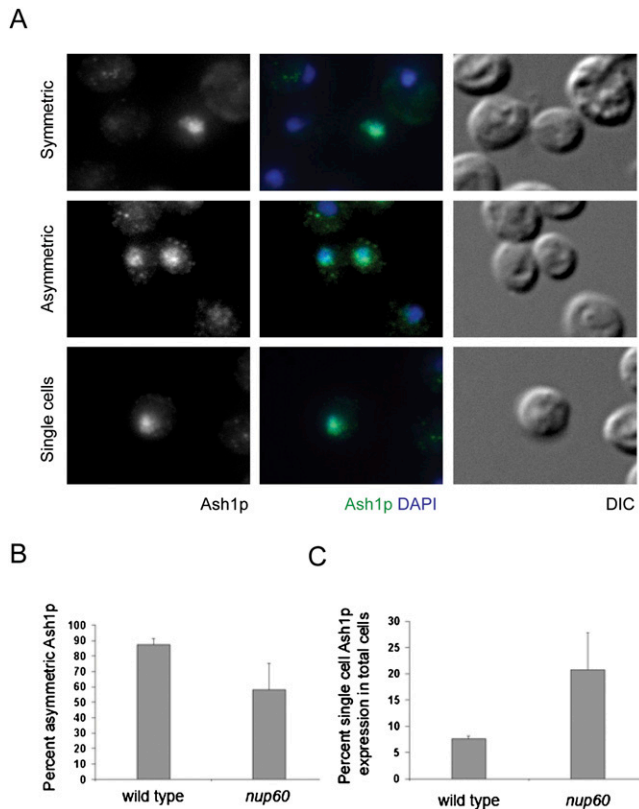 A
Symmetric
Asymmetric
Single cells
Ash1p
Ash1p DAPI
DIC
B
Percent asymmetric Ash1p
100
90
80
70
60
50
40
30
20
10
0
wild type
nup60
C
Percent single cell Ash1p
expression in total cells
30
25
20
15
10
5
0
wild type
nup60